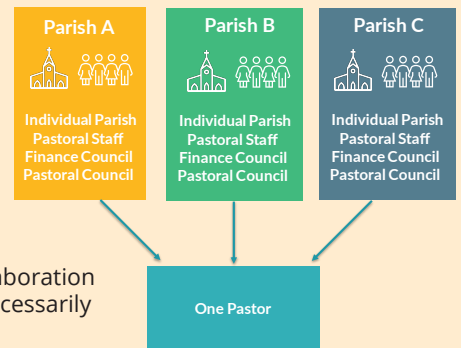 Parish A
Individual Parish
Pastoral Staff
Finance Council
Pastoral Council
Parish B
Individual Parish
Pastoral Staff
Finance Council
Pastoral Council
Parish C
Individual Parish
Pastoral Staff
Finance Council
Pastoral Council
aboration
cessarily
One Pastor